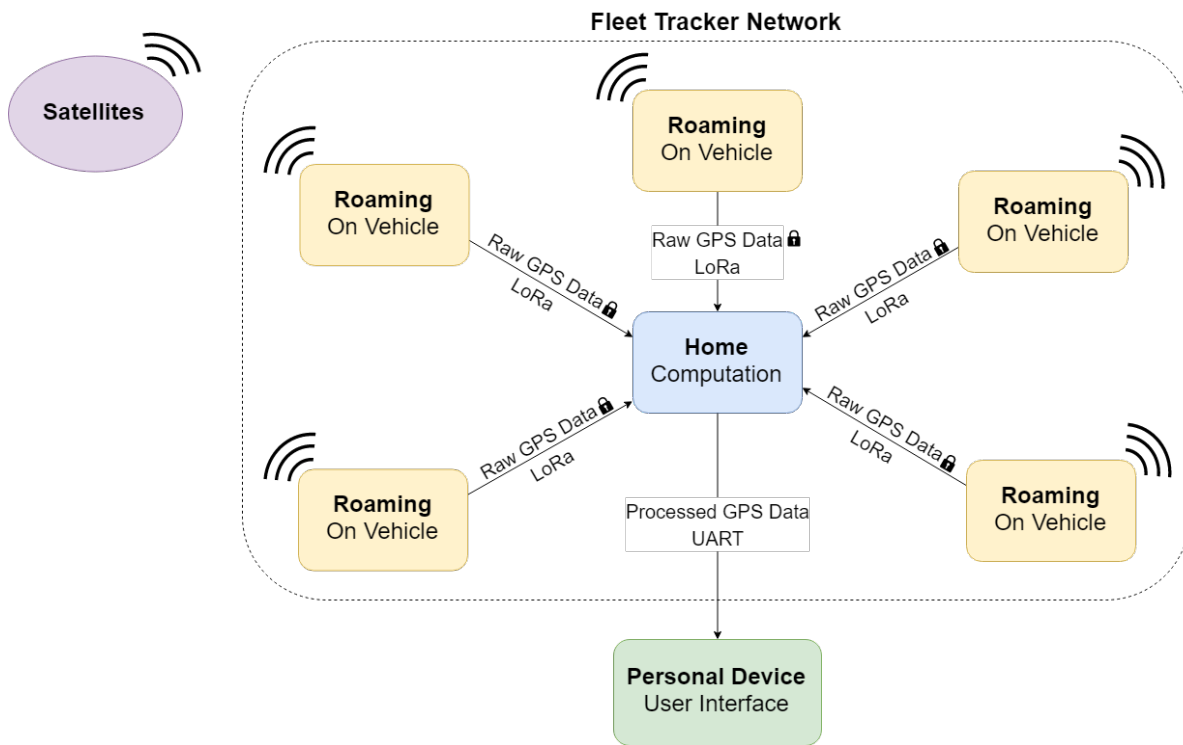 Fleet Tracker Network
Satellites
Roaming
On Vehicle
Roaming
On Vehicle
Roaming
On Vehicle
Raw GPS Data
LoRa
Raw GPS Data
LoRa
Raw GPS Data
LoRa
Home
Computation
Raw GPS Data
LoRa
Raw GPS Data
LoRa
Roaming
On Vehicle
Roaming
On Vehicle
Processed GPS Data
UART
Personal Device
User Interface